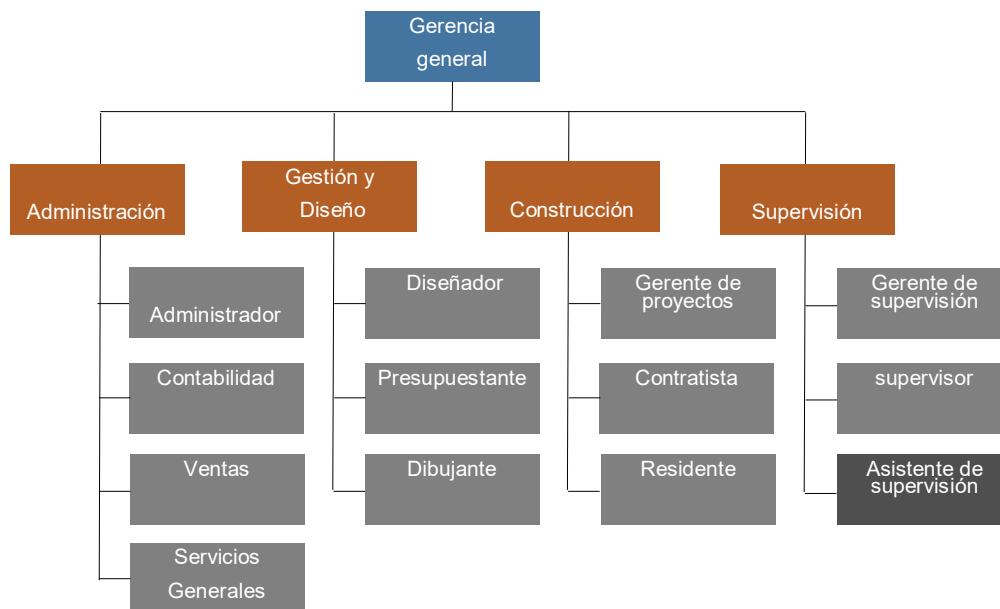 Gerencia
general
Administración
Gestión y
Diseño
Construcción
Supervisión
Administrador
Contabilidad
Ventas
Servicios
Generales
Diseñador
Presupuestante
Dibujante
Gerente de
proyectos
Contratista
Residente
Gerente de
supervisión
supervisor
Asistente de
supervisión